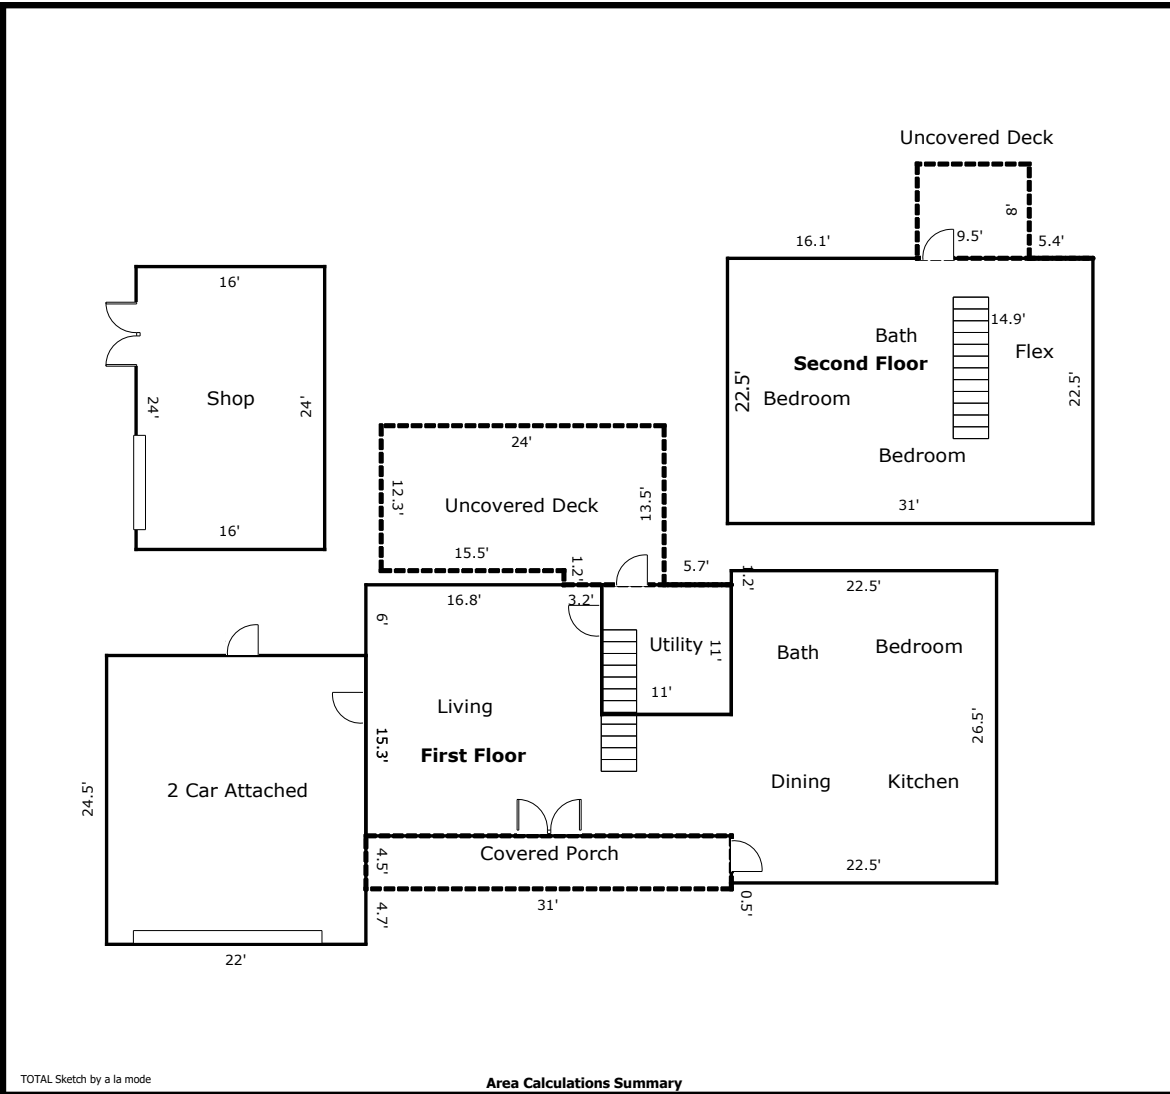 Uncovered Deck
8'
16.1'
9.5'
5.4'
16'
14.9'
Bath
Flex
Second Floor
22.5'
22.5'
Bedroom
Shop
24'
24'
24'
Bedroom
12.3'
13.5'
Uncovered Deck
31'
16'
15.5'
1.2'
5.7'
1.2'
22.5'
16.8'
3.2'
6'
Utility
11'
Bath
Bedroom
11'
Living
15.3'
First Floor
26.5'
Dining
Kitchen
24.5'
2 Car Attached
Covered Porch
4.5'
22.5'
31'
0.5'
4.7'
22'
TOTAL Sketch by a la mode
Area Calculations Summary